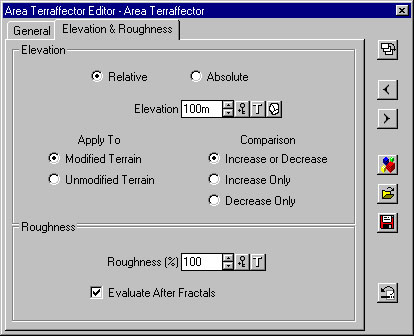 Area Terraffector Editor - Area Terraffector
General Elevation & Roughness
Elevation
Relative Absolute
Elevation 100m T
Apply To Comparison
Modified Terrain Increase or Decrease
Unmodified Terrain Increase Only
Decrease Only
Roughness
Roughness (%) 100 T
Evaluate After Fractals